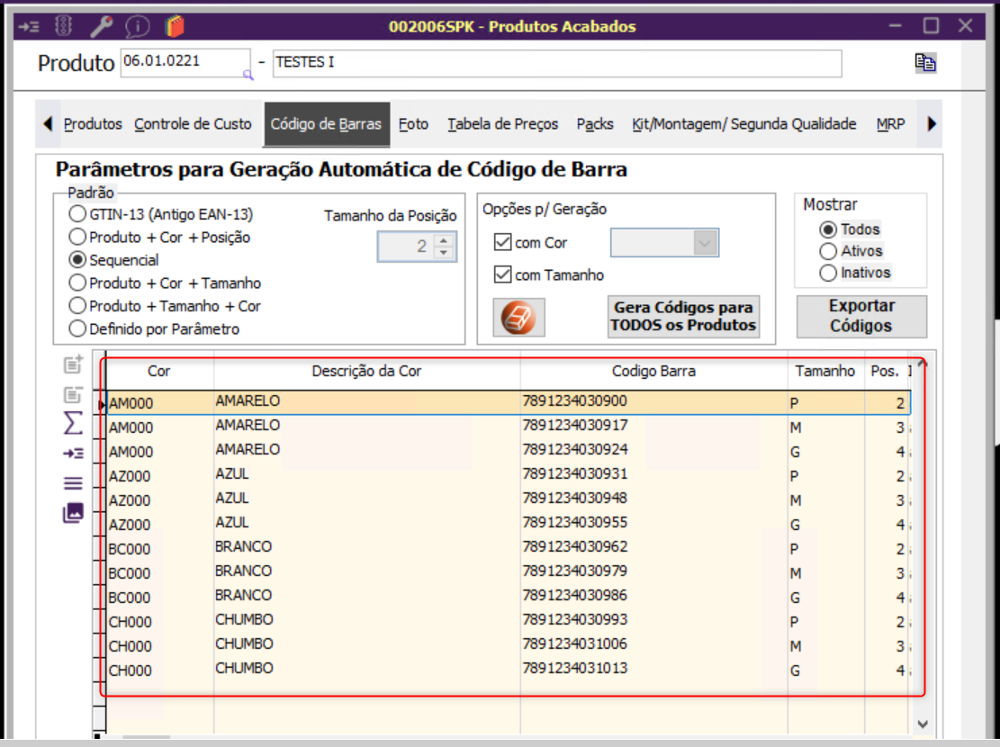 002006SPK - Produtos Acabados
Produto 06.01.0221 - TESTES I
Produtos Controle de Custo Código de Barras Foto Tabela de Preços Packs Kit/Montagem/ Segunda Qualidade MRP
Parâmetros para Geração Automática de Código de Barra
Padrão
GTIN-13 (Antigo EAN-13)
Produto + Cor + Posição
Sequencial
Produto + Cor + Tamanho
Produto + Tamanho + Cor
Definido por Parâmetro
Tamanho da Posição
2
Opções p/ Geração
com Cor
com Tamanho
Gera Códigos para
TODOS os Produtos
Mostrar
Todos
Ativos
Inativos
Exportar
Códigos
Cor Descrição da Cor Codigo Barra Tamanho Pos.
AM000 AMARELO 7891234030900 P 2
AM000 AMARELO 7891234030917 M 3
AM000 AMARELO 7891234030924 G 4
AZ000 AZUL 7891234030931 P 2
AZ000 AZUL 7891234030948 M 3
AZ000 AZUL 7891234030955 G 4
BC000 BRANCO 7891234030962 P 2
BC000 BRANCO 7891234030979 M 3
BC000 BRANCO 7891234030986 G 4
CH000 CHUMBO 7891234030993 P 2
CH000 CHUMBO 7891234031006 M 3
CH000 CHUMBO 7891234031013 G 4